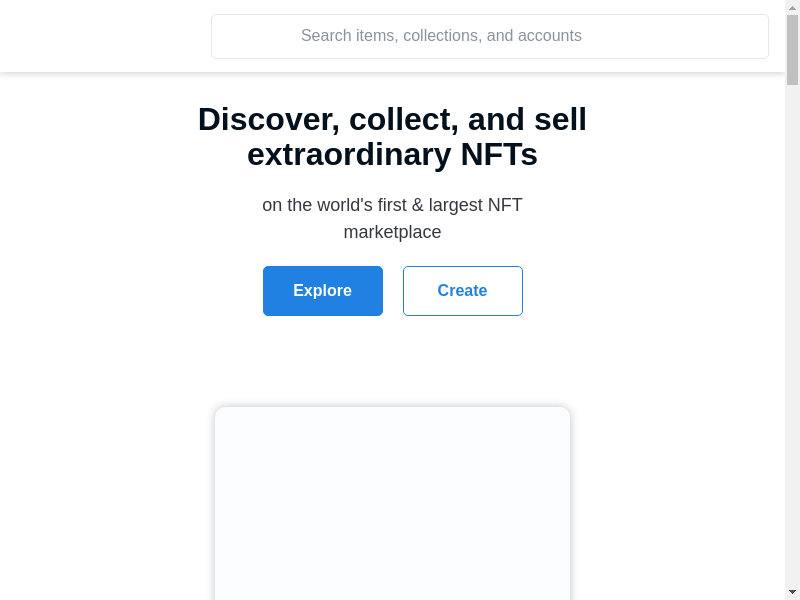 Search items, collections, and accounts
Discover, collect, and sell
extraordinary NFTs
on the world's first & largest NFT
marketplace
Explore
Create